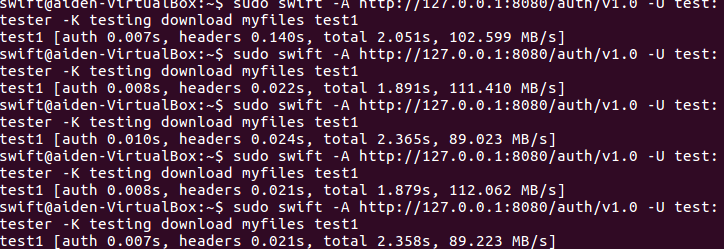 swift@aiden-VirtualBox:~$ sudo swift -A http://127.0.0.1:8080/auth/v1.0 -U test:
tester -K testing download myfiles test1
test1 [auth 0.007s, headers 0.140s, total 2.051s, 102.599 MB/s]
swift@aiden-VirtualBox:~$ sudo swift -A http://127.0.0.1:8080/auth/v1.0 -U test:
tester -K testing download myfiles test1
test1 [auth 0.008s, headers 0.022s, total 1.891s, 111.410 MB/s]
swift@aiden-VirtualBox:~$ sudo swift -A http://127.0.0.1:8080/auth/v1.0 -U test:
tester -K testing download myfiles test1
test1 [auth 0.010s, headers 0.024s, total 2.365s, 89.023 MB/s]
swift@aiden-VirtualBox:~$ sudo swift -A http://127.0.0.1:8080/auth/v1.0 -U test:
tester -K testing download myfiles test1
test1 [auth 0.008s, headers 0.021s, total 1.879s, 112.062 MB/s]
swift@aiden-VirtualBox:~$ sudo swift -A http://127.0.0.1:8080/auth/v1.0 -U test:
tester -K testing download myfiles test1
test1 [auth 0.007s, headers 0.021s, total 2.358s, 89.223 MB/s]